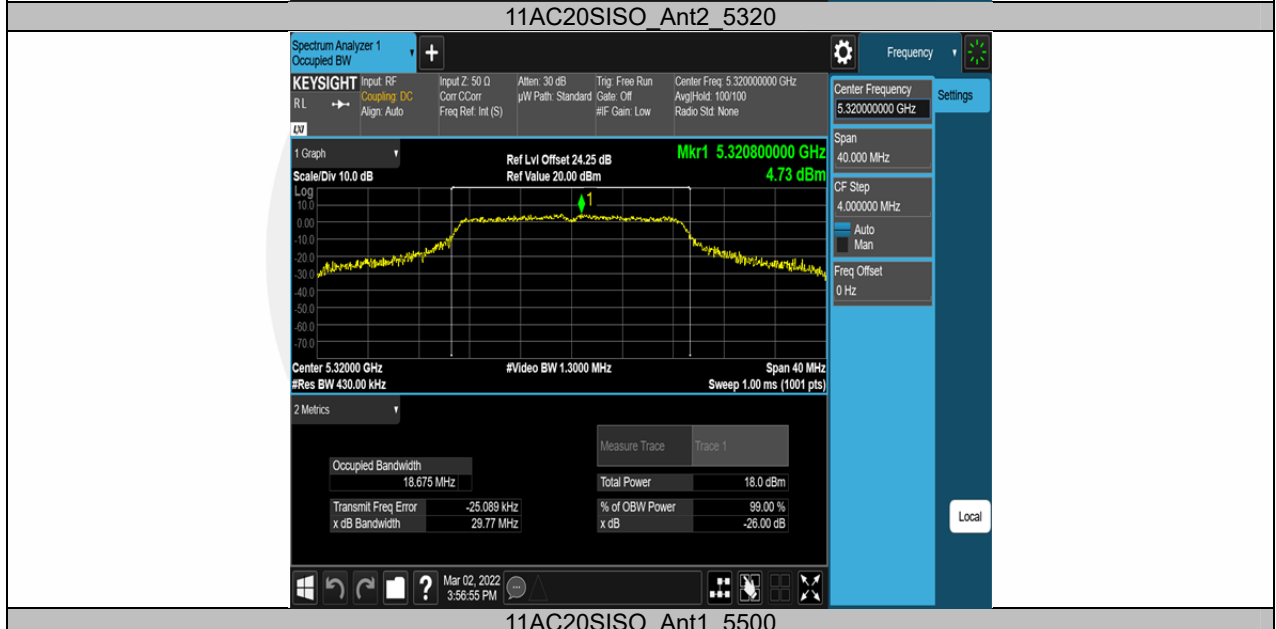 11AC20SISO_Ant2_5320
Spectrum Analyzer 1
Occupied BW
+
Frequency
KEYSIGHT
RL
LXI
Input: RF
Coupling: DC
Align: Auto
Input Z: 50 Ω
Corr CCorr
Freq Ref: Int (S)
Atten: 30 dB
µW Path: Standard
Trig: Free Run
Gate: Off
#IF Gain: Low
Center Freq: 5.320000000 GHz
Avg|Hold: 100/100
Radio Std: None
Center Frequency
5.320000000 GHz
Settings
Span
40.000 MHz
CF Step
4.000000 MHz
Auto
Man
Freq Offset
0 Hz
1 Graph
Ref Lvl Offset 24.25 dB
Mkr1 5.320800000 GHz
Scale/Div 10.0 dB
Ref Value 20.00 dBm
4.73 dBm
Log
10.0
0.00
-10.0
-20.0
-30.0
-40.0
-50.0
-60.0
-70.0
1
Center 5.32000 GHz
#Video BW 1.3000 MHz
Span 40 MHz
#Res BW 430.00 kHz
Sweep 1.00 ms (1001 pts)
2 Metrics
Measure Trace
Trace 1
Occupied Bandwidth
18.675 MHz
Total Power
18.0 dBm
Transmit Freq Error
-25.089 kHz
% of OBW Power
99.00 %
x dB Bandwidth
29.77 MHz
x dB
-26.00 dB
Local
?
Mar 02, 2022
3:56:55 PM
11AC20SISO_Ant1_5500